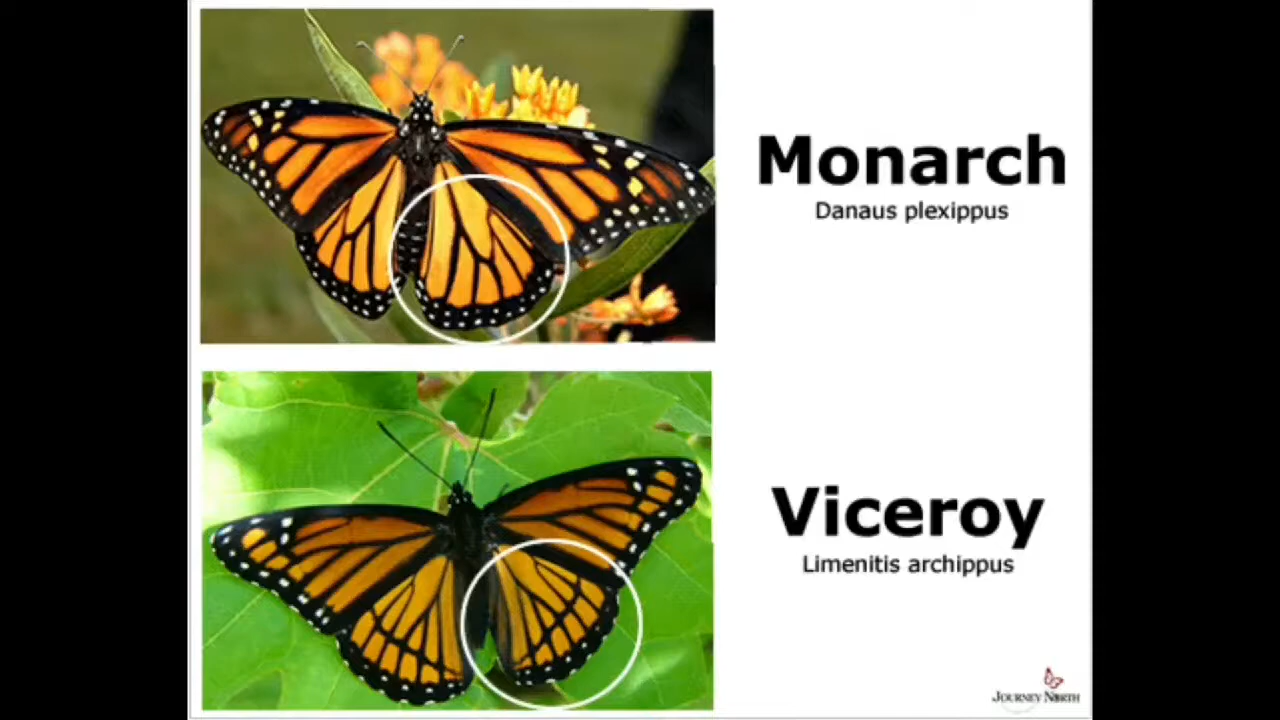 Monarch
Danaus plexippus
Viceroy
Limenitis archippus
JOURNEY NORTH